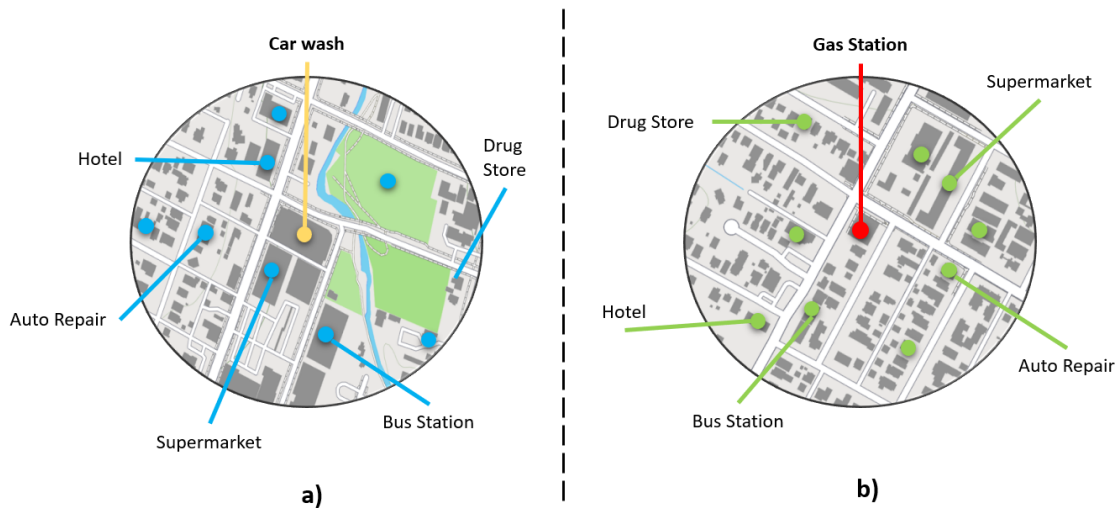 Car wash
Hotel
Drug
Store
Auto Repair
Supermarket
Bus Station
a)
Gas Station
Supermarket
Drug Store
Hotel
Auto Repair
Bus Station
b)